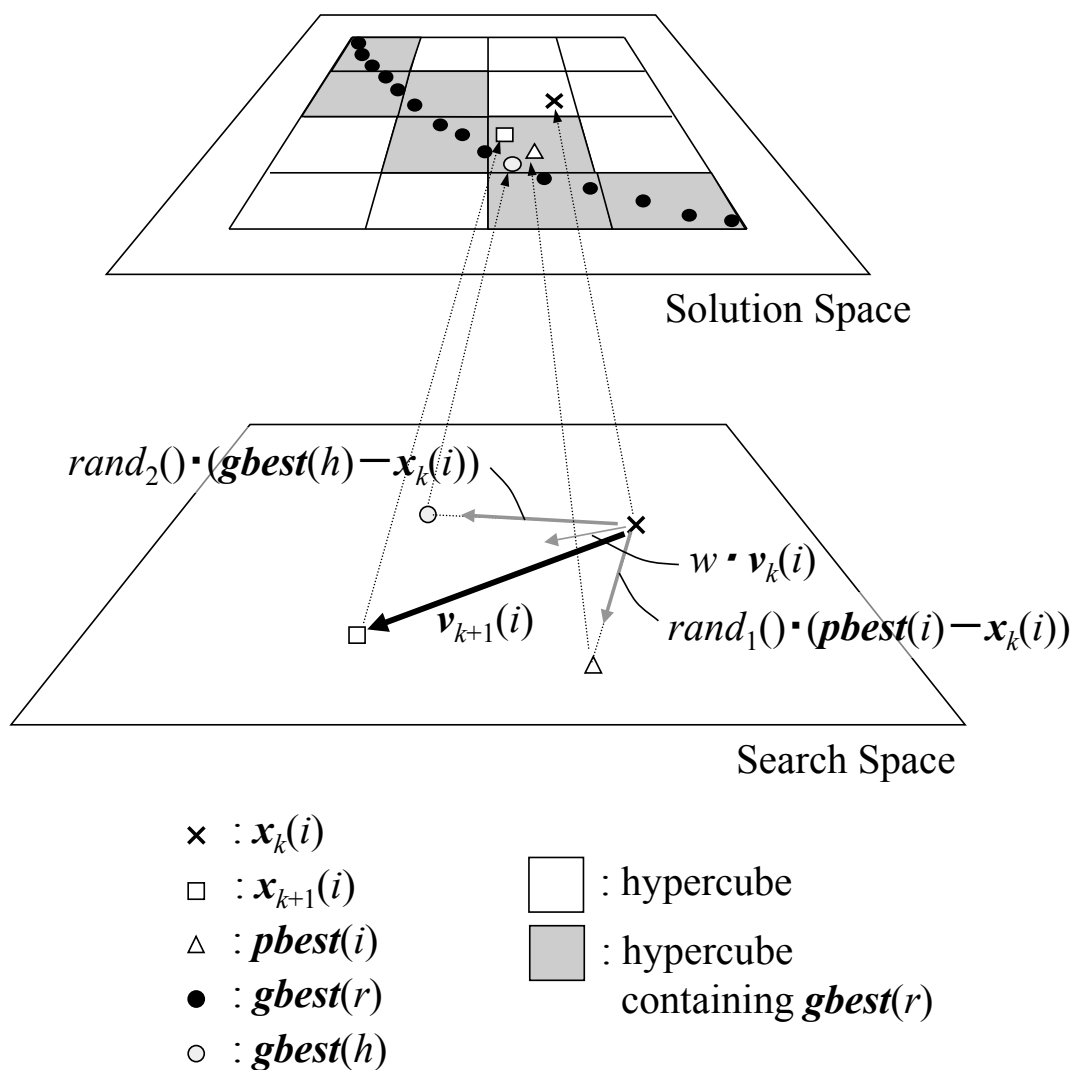 Solution Space
rand₂()·(gbest(h)−xₖ(i))
w · vₖ(i)
vₖ₊₁(i)
rand₁()·(pbest(i)−xₖ(i))
Search Space
: xₖ(i)
: xₖ₊₁(i)
: pbest(i)
: gbest(r)
: gbest(h)
: hypercube
: hypercube
containing gbest(r)